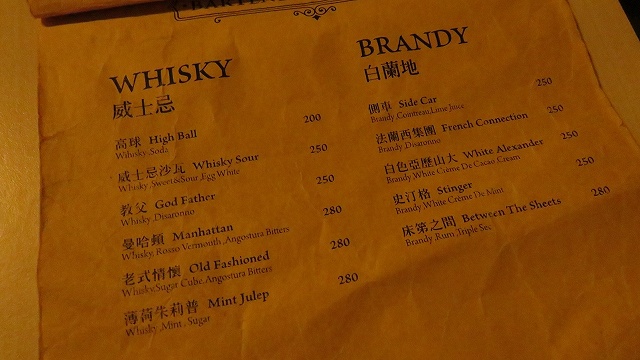 WHISKY
威士忌
高球 High Ball 200
Whisky,Soda
威士忌沙瓦 Whisky Sour 250
Whisky,Sweet&Sour,Egg White
教父 God Father 250
Whisky,Disaronno
曼哈頓 Manhattan 280
Whisky,Rosso Vermouth,Angostura Bitters
老式情懷 Old Fashioned 280
Whisky,Sugar Cube,Angostura Bitters
薄荷朱莉普 Mint Julep 280
Whisky,Mint,Sugar
BRANDY
白蘭地
側車 Side Car 250
Brandy,Cointreau,Lime Juice
法蘭西集團 French Connection 250
Brandy,Disaronno
白色亞歷山大 White Alexander 250
Brandy,White Crème De Cacao,Cream
史汀格 Stinger 250
Brandy,White Crème De Mint
床第之間 Between The Sheets 280
Brandy,Rum,Triple Sec